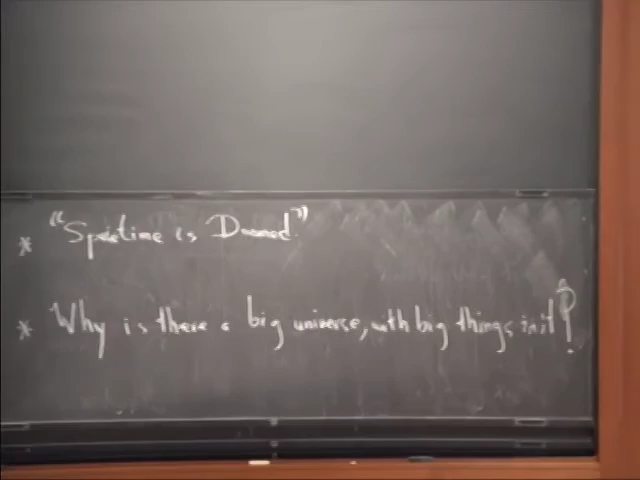 * "Spacetime is Doomed"
* Why is there a big universe, with big things in it?